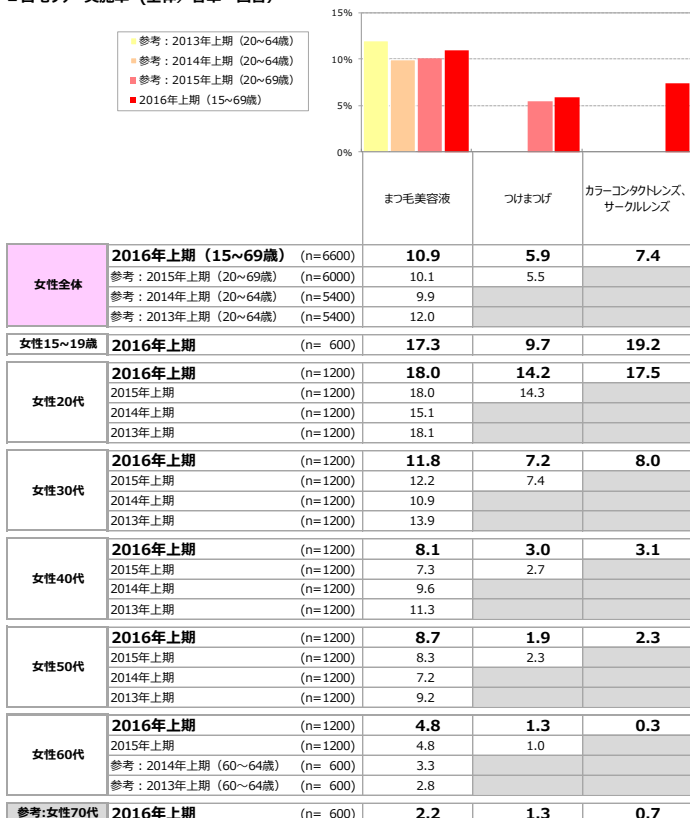 15%
参考：2013年上期（20~64歳）
参考：2014年上期（20~64歳）
参考：2015年上期（20~69歳）
2016年上期（15~69歳）
10%
5%
0%
まつ毛美容液 つけまつげ カラーコンタクトレンズ、
サークルレンズ
女性全体
2016年上期（15~69歳） (n=6600) 10.9 5.9 7.4
参考：2015年上期（20~69歳） (n=6000) 10.1 5.5
参考：2014年上期（20~64歳） (n=5400) 9.9
参考：2013年上期（20~64歳） (n=5400) 12.0
女性15~19歳 2016年上期 (n= 600) 17.3 9.7 19.2
女性20代
2016年上期 (n=1200) 18.0 14.2 17.5
2015年上期 (n=1200) 18.0 14.3
2014年上期 (n=1200) 15.1
2013年上期 (n=1200) 18.1
女性30代
2016年上期 (n=1200) 11.8 7.2 8.0
2015年上期 (n=1200) 12.2 7.4
2014年上期 (n=1200) 10.9
2013年上期 (n=1200) 13.9
女性40代
2016年上期 (n=1200) 8.1 3.0 3.1
2015年上期 (n=1200) 7.3 2.7
2014年上期 (n=1200) 9.6
2013年上期 (n=1200) 11.3
女性50代
2016年上期 (n=1200) 8.7 1.9 2.3
2015年上期 (n=1200) 8.3 2.3
2014年上期 (n=1200) 7.2
2013年上期 (n=1200) 9.2
女性60代
2016年上期 (n=1200) 4.8 1.3 0.3
2015年上期 (n=1200) 4.8 1.0
参考：2014年上期（60～64歳） (n= 600) 3.3
参考：2013年上期（60～64歳） (n= 600) 2.8
参考:女性70代 2016年上期 (n= 600) 2.2 1.3 0.7